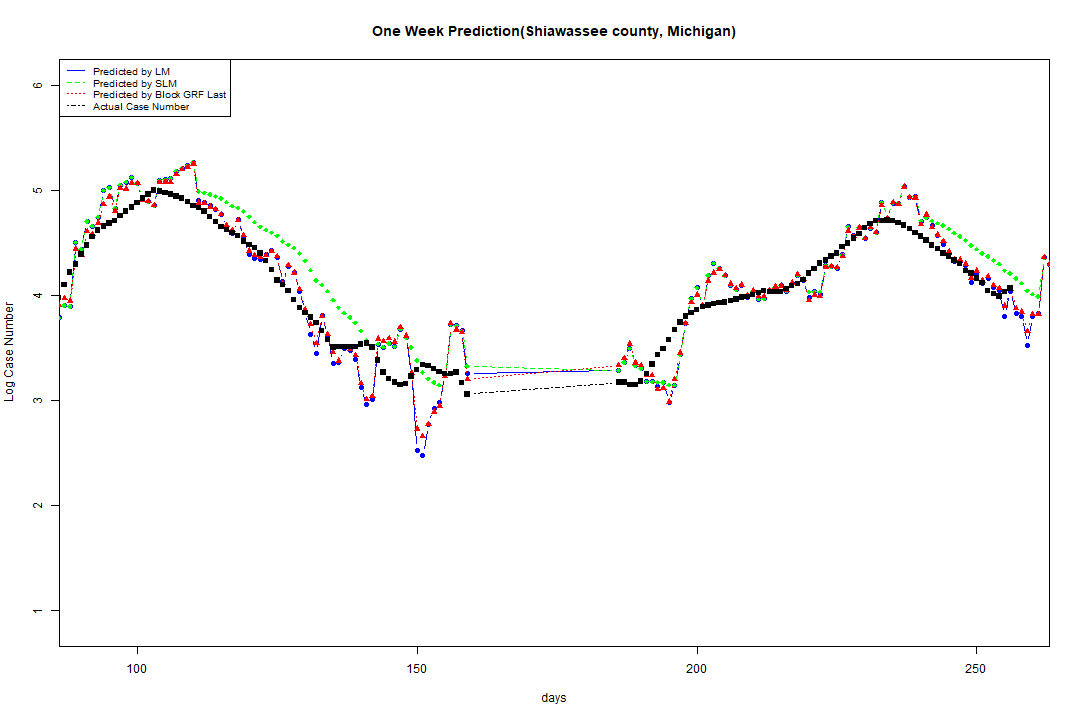 One Week Prediction(Shiawassee county, Michigan)
Predicted by LM
Predicted by SLM
Predicted by Block GRF Last
Actual Case Number
6
5
4
3
2
1
Log Case Number
100 150 200 250
days